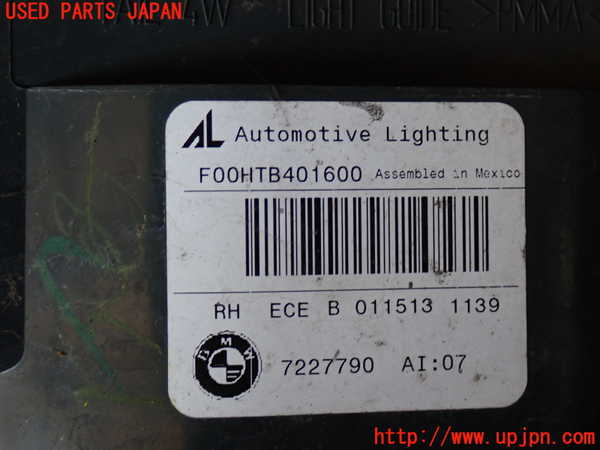 USED PARTS JAPAN
LIGHT GUIDE >PMMA<
AL Automotive Lighting
F00HTB401600 Assembled in Mexico
RH ECE B 011513 1139
BMW
7227790 AI:07
http://www.upjpn.com